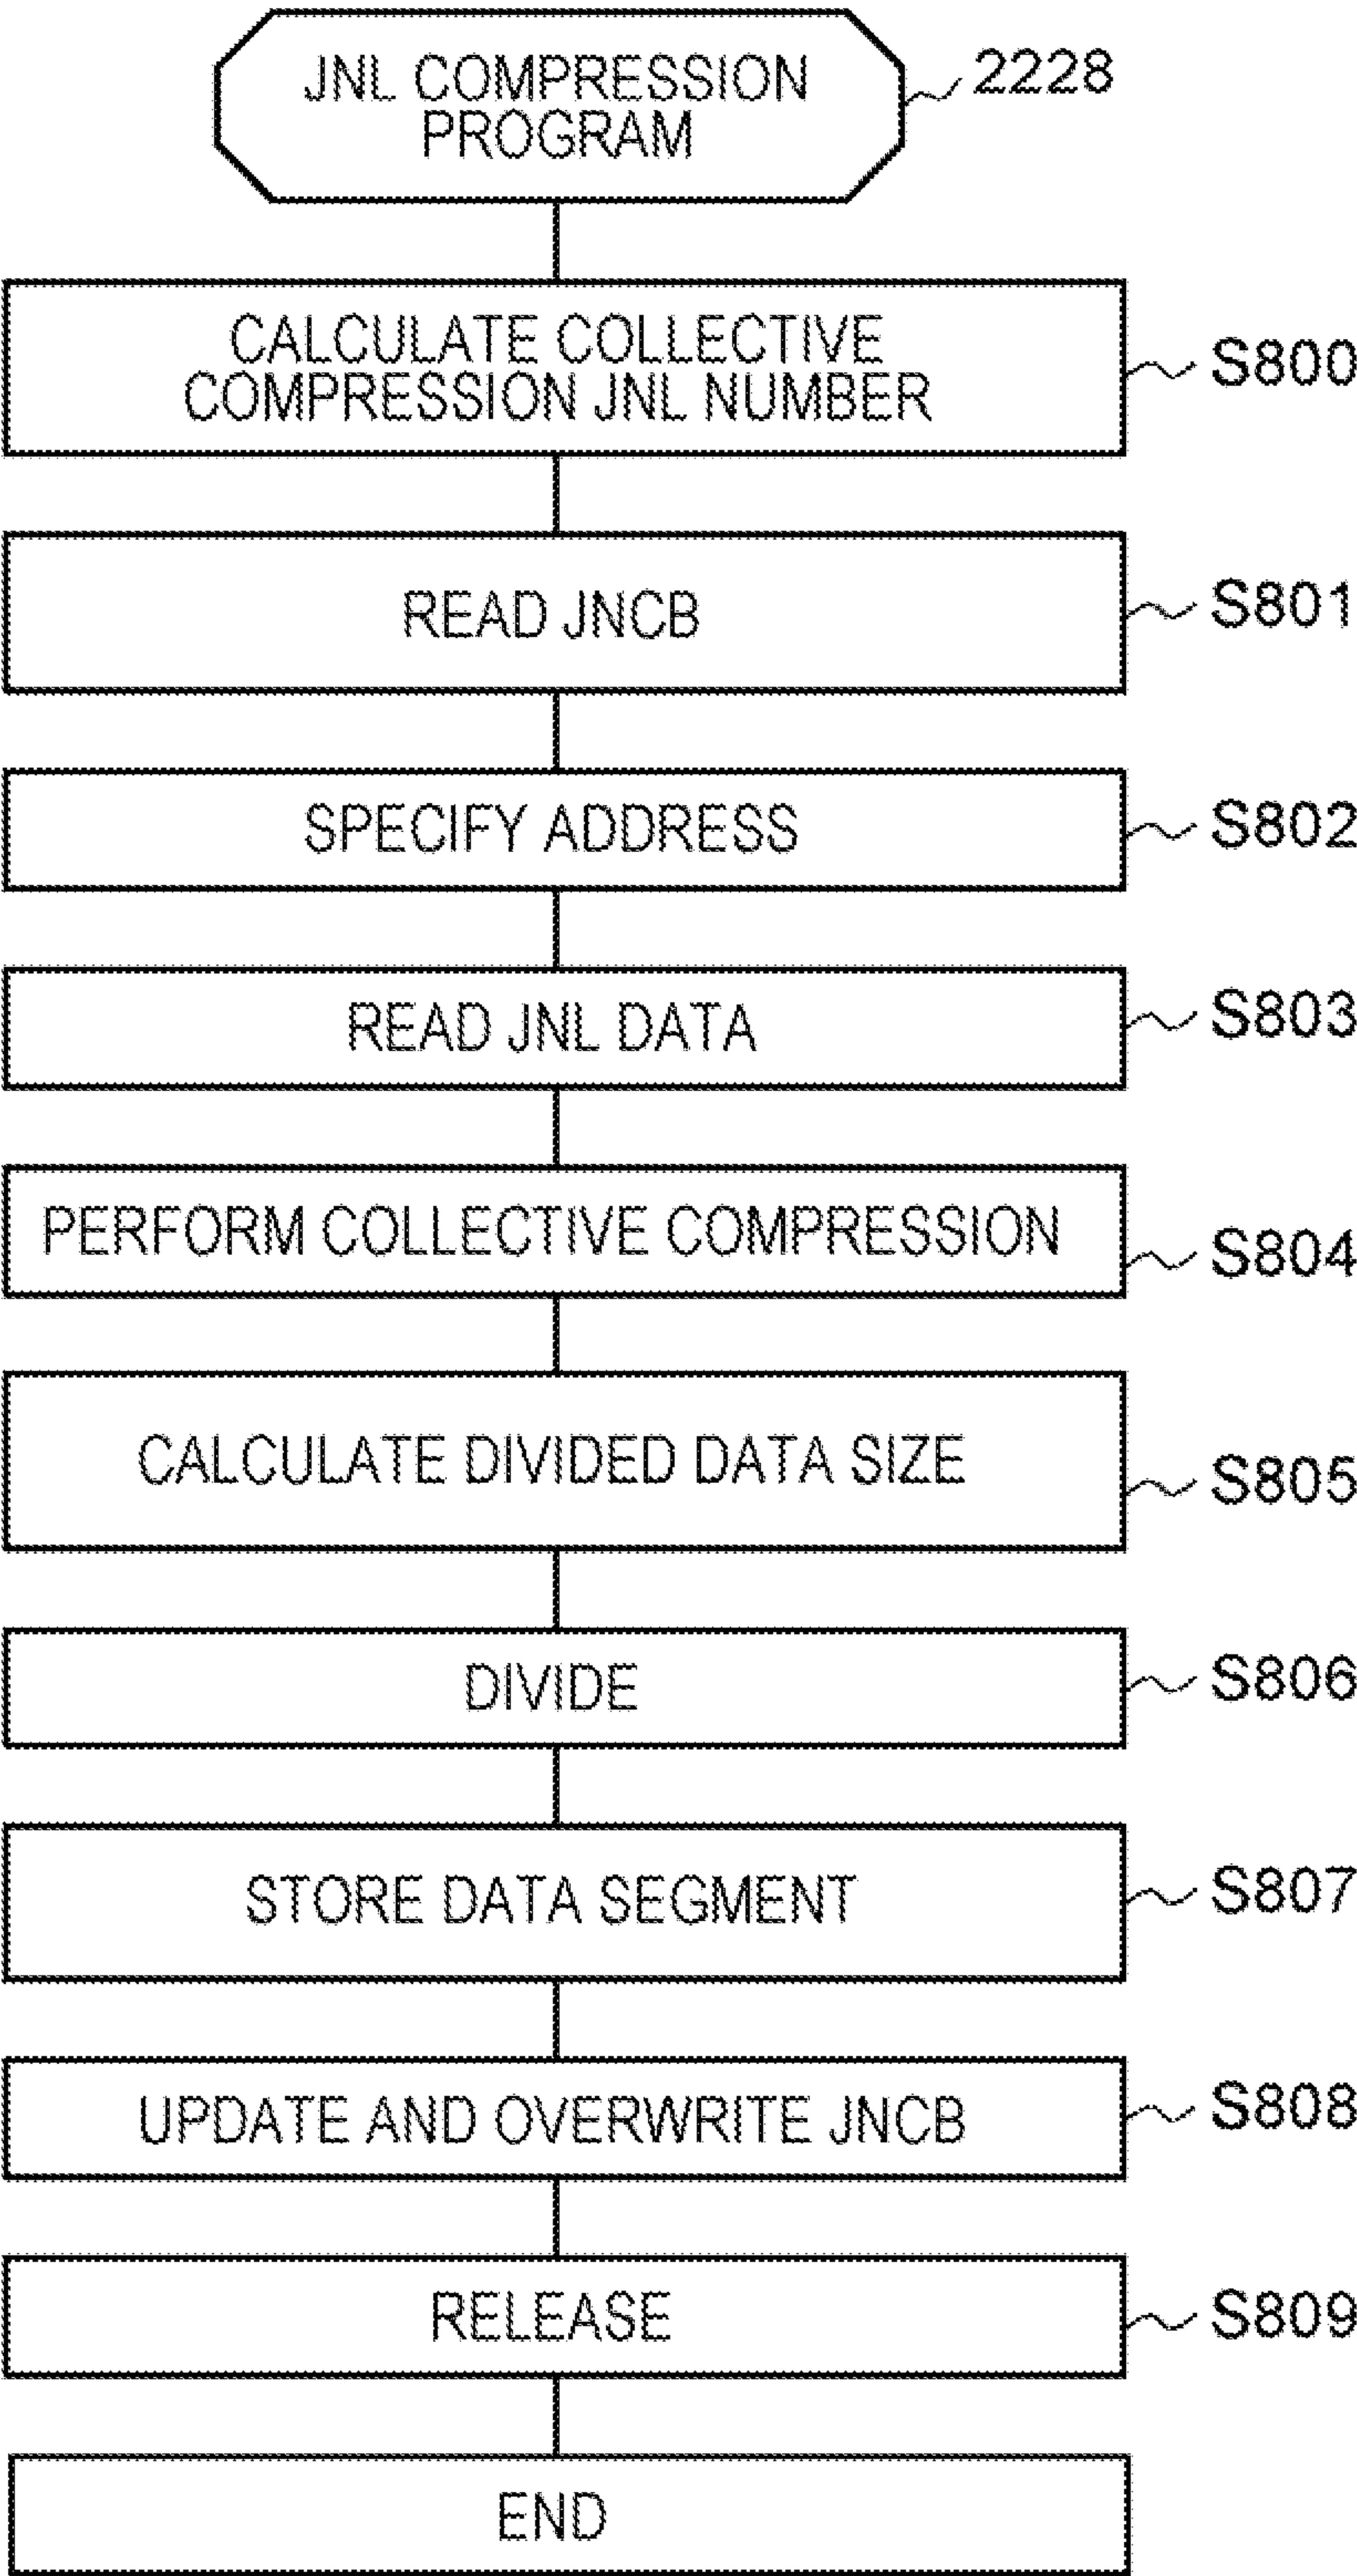 JNL COMPRESSION
PROGRAM
2228
CALCULATE COLLECTIVE
COMPRESSION JNL NUMBER
S800
READ JNCB
S801
SPECIFY ADDRESS
S802
READ JNL DATA
S803
PERFORM COLLECTIVE COMPRESSION
S804
CALCULATE DIVIDED DATA SIZE
S805
DIVIDE
S806
STORE DATA SEGMENT
S807
UPDATE AND OVERWRITE JNCB
S808
RELEASE
S809
END